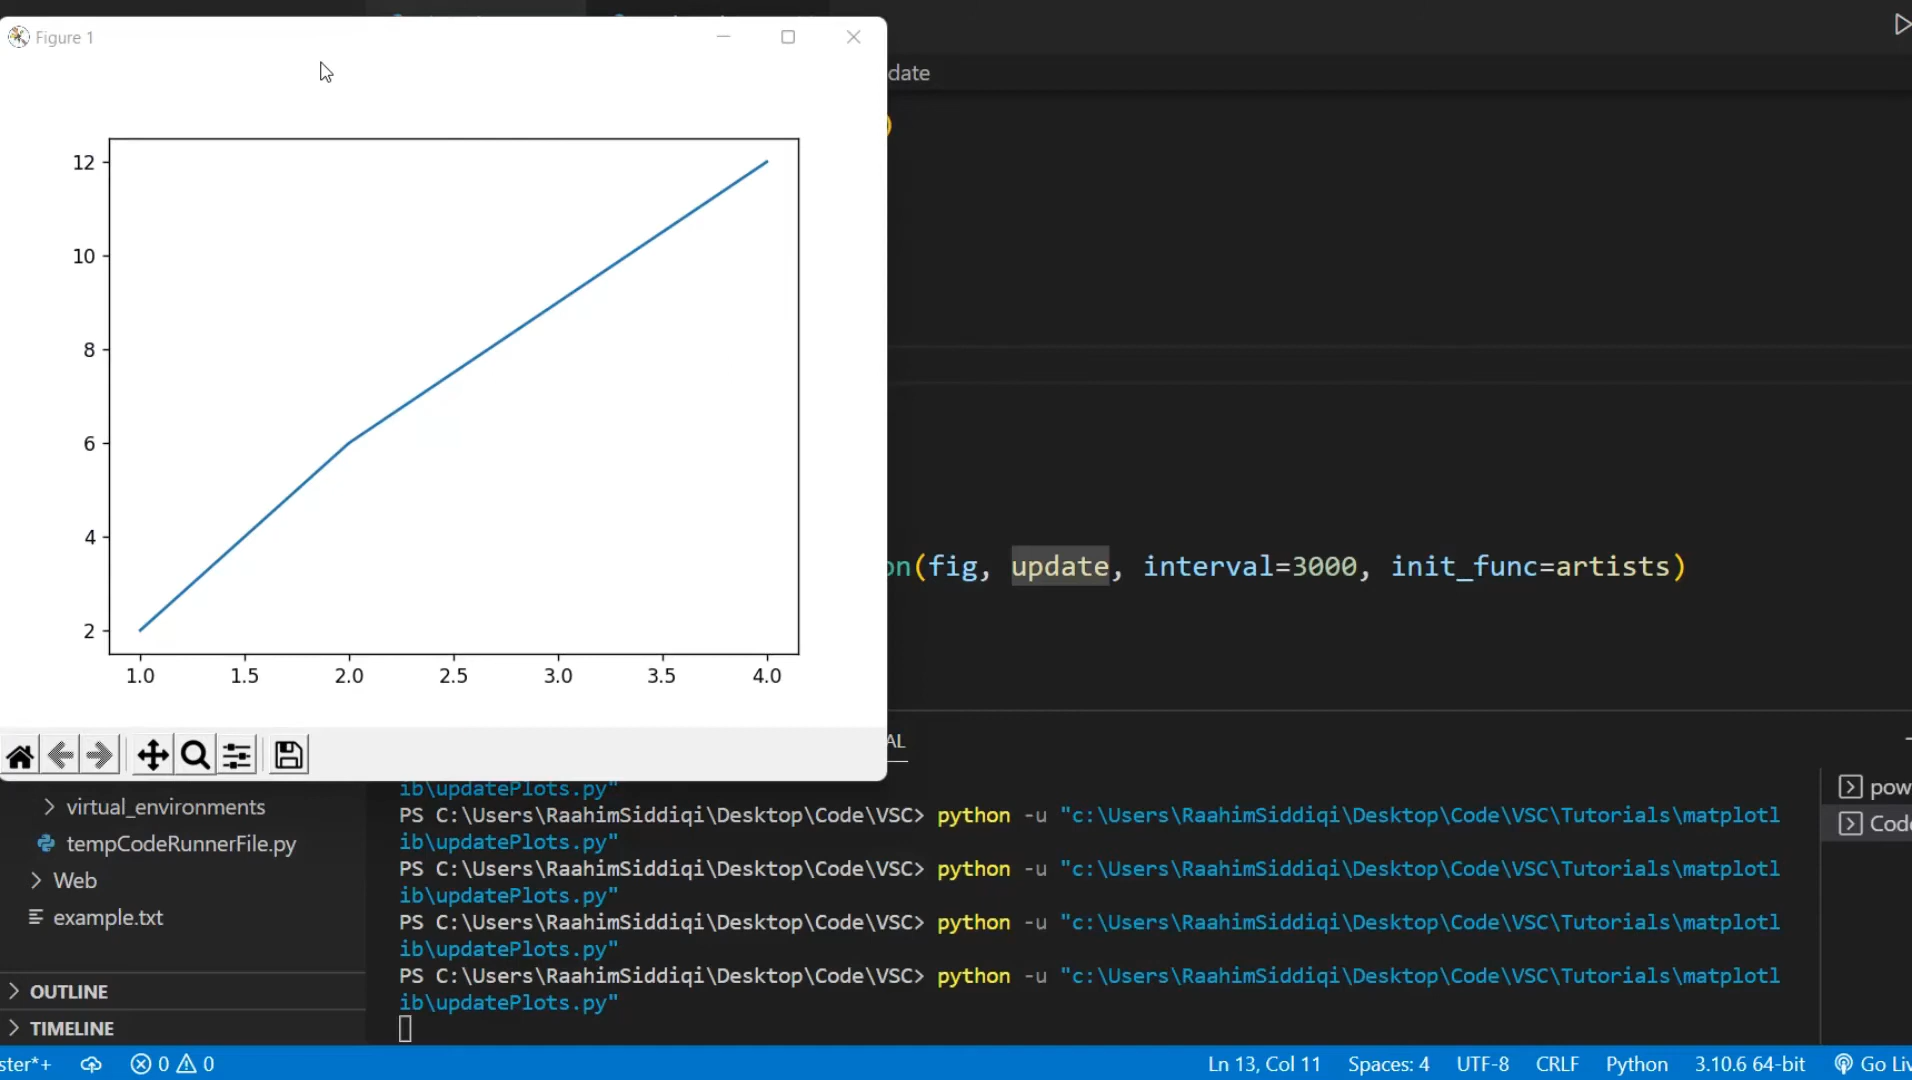 Figure 1
date
)
12
10
8
6
4
2
1.0 1.5 2.0 2.5 3.0 3.5 4.0
on(fig, update, interval=3000, init_func=artists)
AL
ib\updatePlots.py"
PS C:\Users\RaahimSiddiqi\Desktop\Code\VSC> python -u "c:\Users\RaahimSiddiqi\Desktop\Code\VSC\Tutorials\matplotl
ib\updatePlots.py"
PS C:\Users\RaahimSiddiqi\Desktop\Code\VSC> python -u "c:\Users\RaahimSiddiqi\Desktop\Code\VSC\Tutorials\matplotl
ib\updatePlots.py"
PS C:\Users\RaahimSiddiqi\Desktop\Code\VSC> python -u "c:\Users\RaahimSiddiqi\Desktop\Code\VSC\Tutorials\matplotl
ib\updatePlots.py"
PS C:\Users\RaahimSiddiqi\Desktop\Code\VSC> python -u "c:\Users\RaahimSiddiqi\Desktop\Code\VSC\Tutorials\matplotl
ib\updatePlots.py"
pow
Code
virtual_environments
tempCodeRunnerFile.py
Web
example.txt
OUTLINE
TIMELINE
ster*+ 0 0 Ln 13, Col 11 Spaces: 4 UTF-8 CRLF Python 3.10.6 64-bit Go Liv